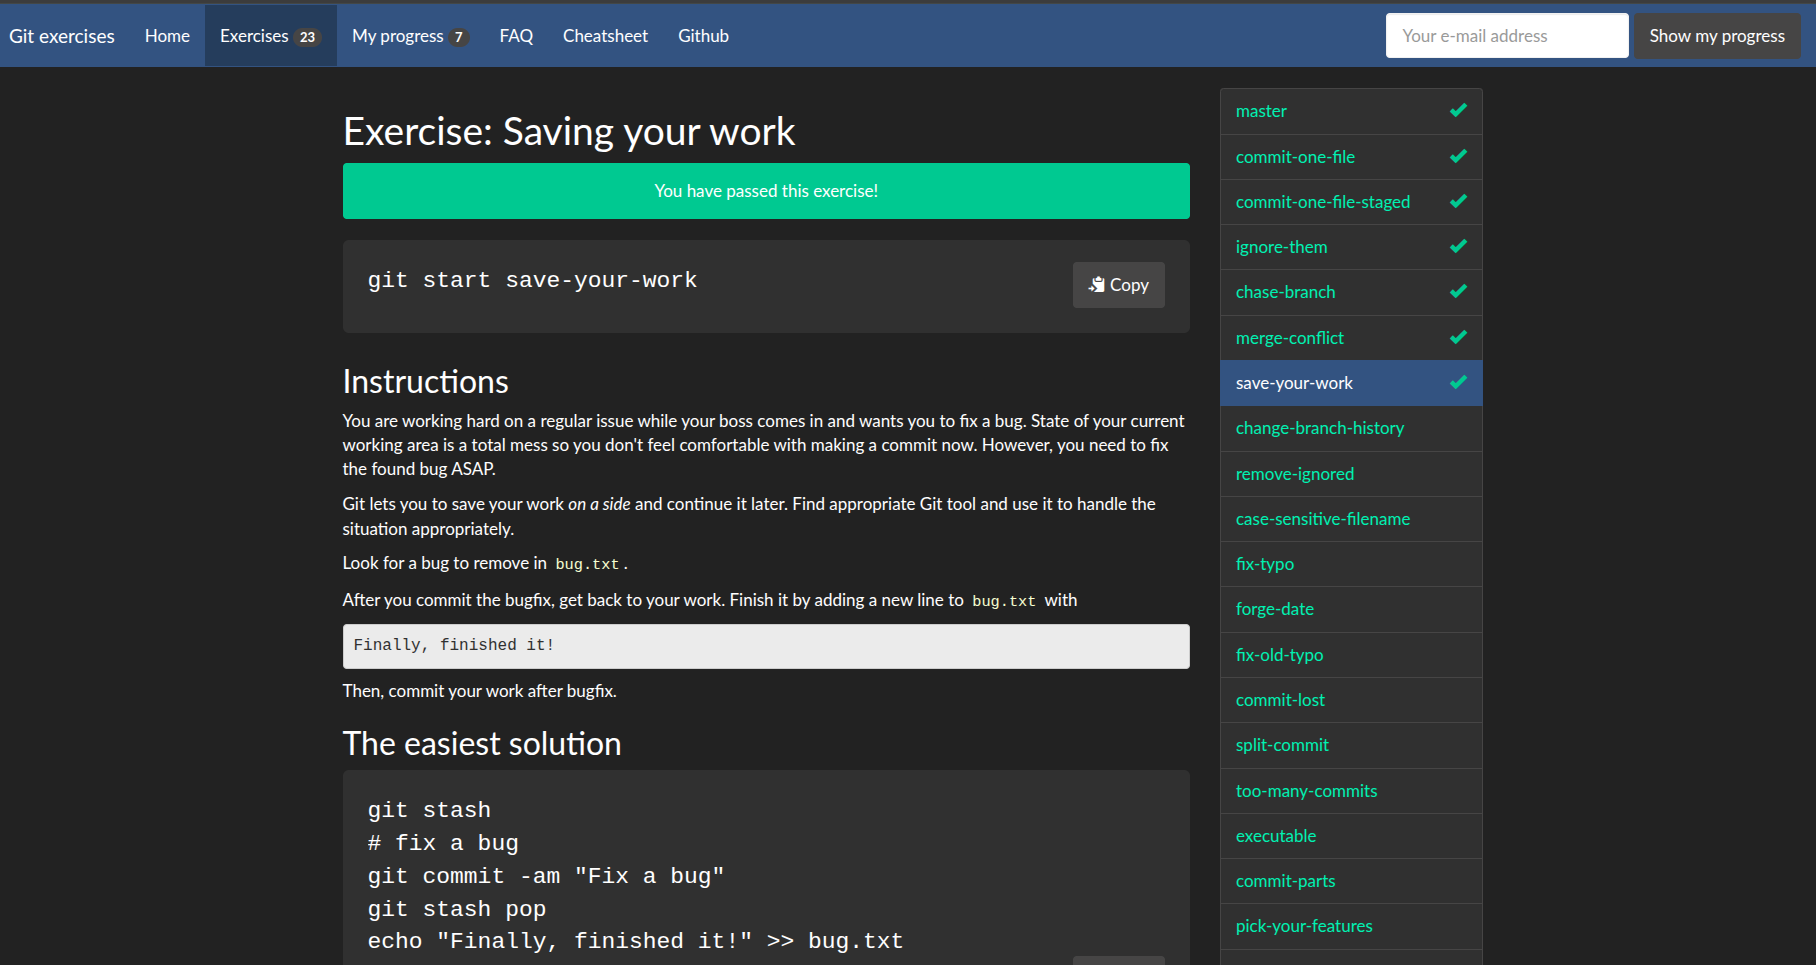 Git exercises Home Exercises 23 My progress 7 FAQ Cheatsheet Github Your e-mail address Show my progress
Exercise: Saving your work
You have passed this exercise!
git start save-your-work
Copy
Instructions
You are working hard on a regular issue while your boss comes in and wants you to fix a bug. State of your current
working area is a total mess so you don't feel comfortable with making a commit now. However, you need to fix
the found bug ASAP.
Git lets you to save your work on a side and continue it later. Find appropriate Git tool and use it to handle the
situation appropriately.
Look for a bug to remove in bug.txt.
After you commit the bugfix, get back to your work. Finish it by adding a new line to bug.txt with
Finally, finished it!
Then, commit your work after bugfix.
The easiest solution
git stash
# fix a bug
git commit -am "Fix a bug"
git stash pop
echo "Finally, finished it!" >> bug.txt
master
commit-one-file
commit-one-file-staged
ignore-them
chase-branch
merge-conflict
save-your-work
change-branch-history
remove-ignored
case-sensitive-filename
fix-typo
forge-date
fix-old-typo
commit-lost
split-commit
too-many-commits
executable
commit-parts
pick-your-features